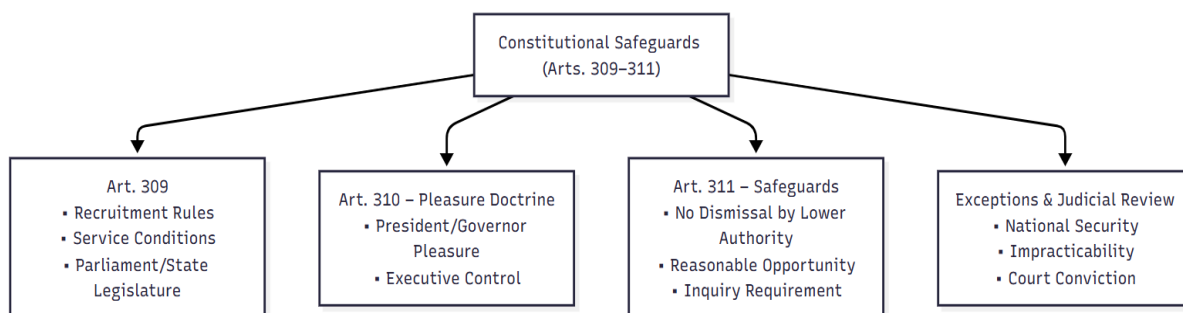 Constitutional Safeguards
(Arts. 309–311)
Art. 309
▪ Recruitment Rules
▪ Service Conditions
▪ Parliament/State
Legislature
Art. 310 – Pleasure Doctrine
▪ President/Governor
Pleasure
▪ Executive Control
Art. 311 – Safeguards
▪ No Dismissal by Lower
Authority
▪ Reasonable Opportunity
▪ Inquiry Requirement
Exceptions & Judicial Review
▪ National Security
▪ Impracticability
▪ Court Conviction